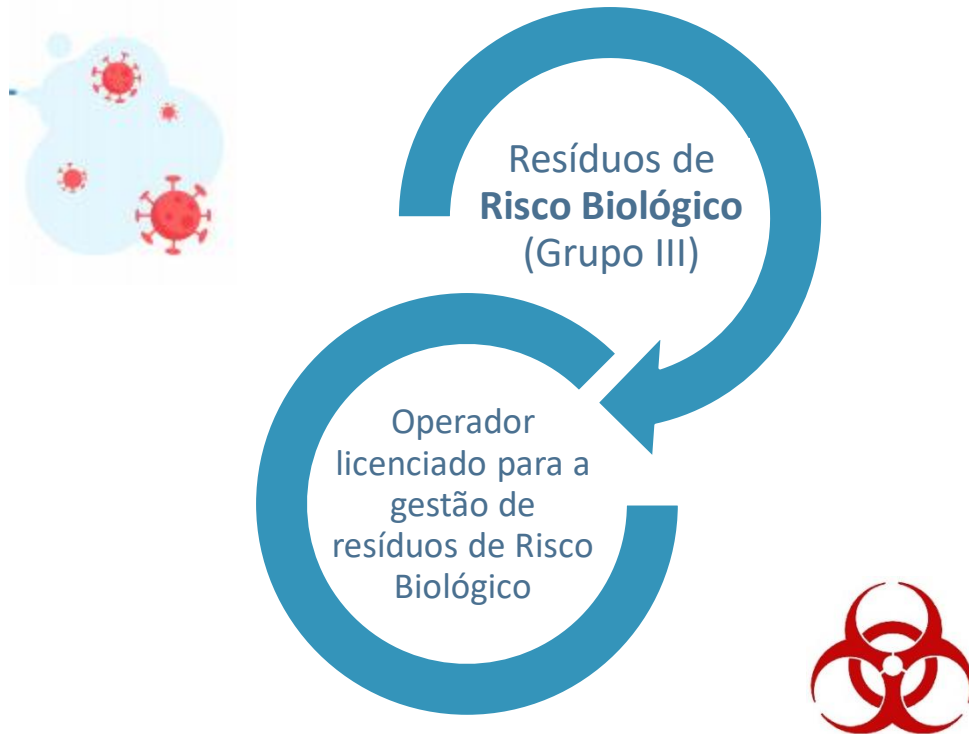 Resíduos de
Risco Biológico
(Grupo III)
Operador
licenciado para a
gestão de
resíduos de Risco
Biológico